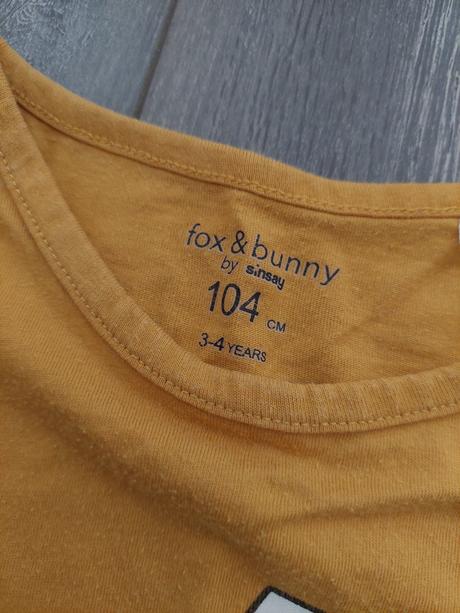 fox & bunny
by sinsay
104 CM
3-4 YEARS